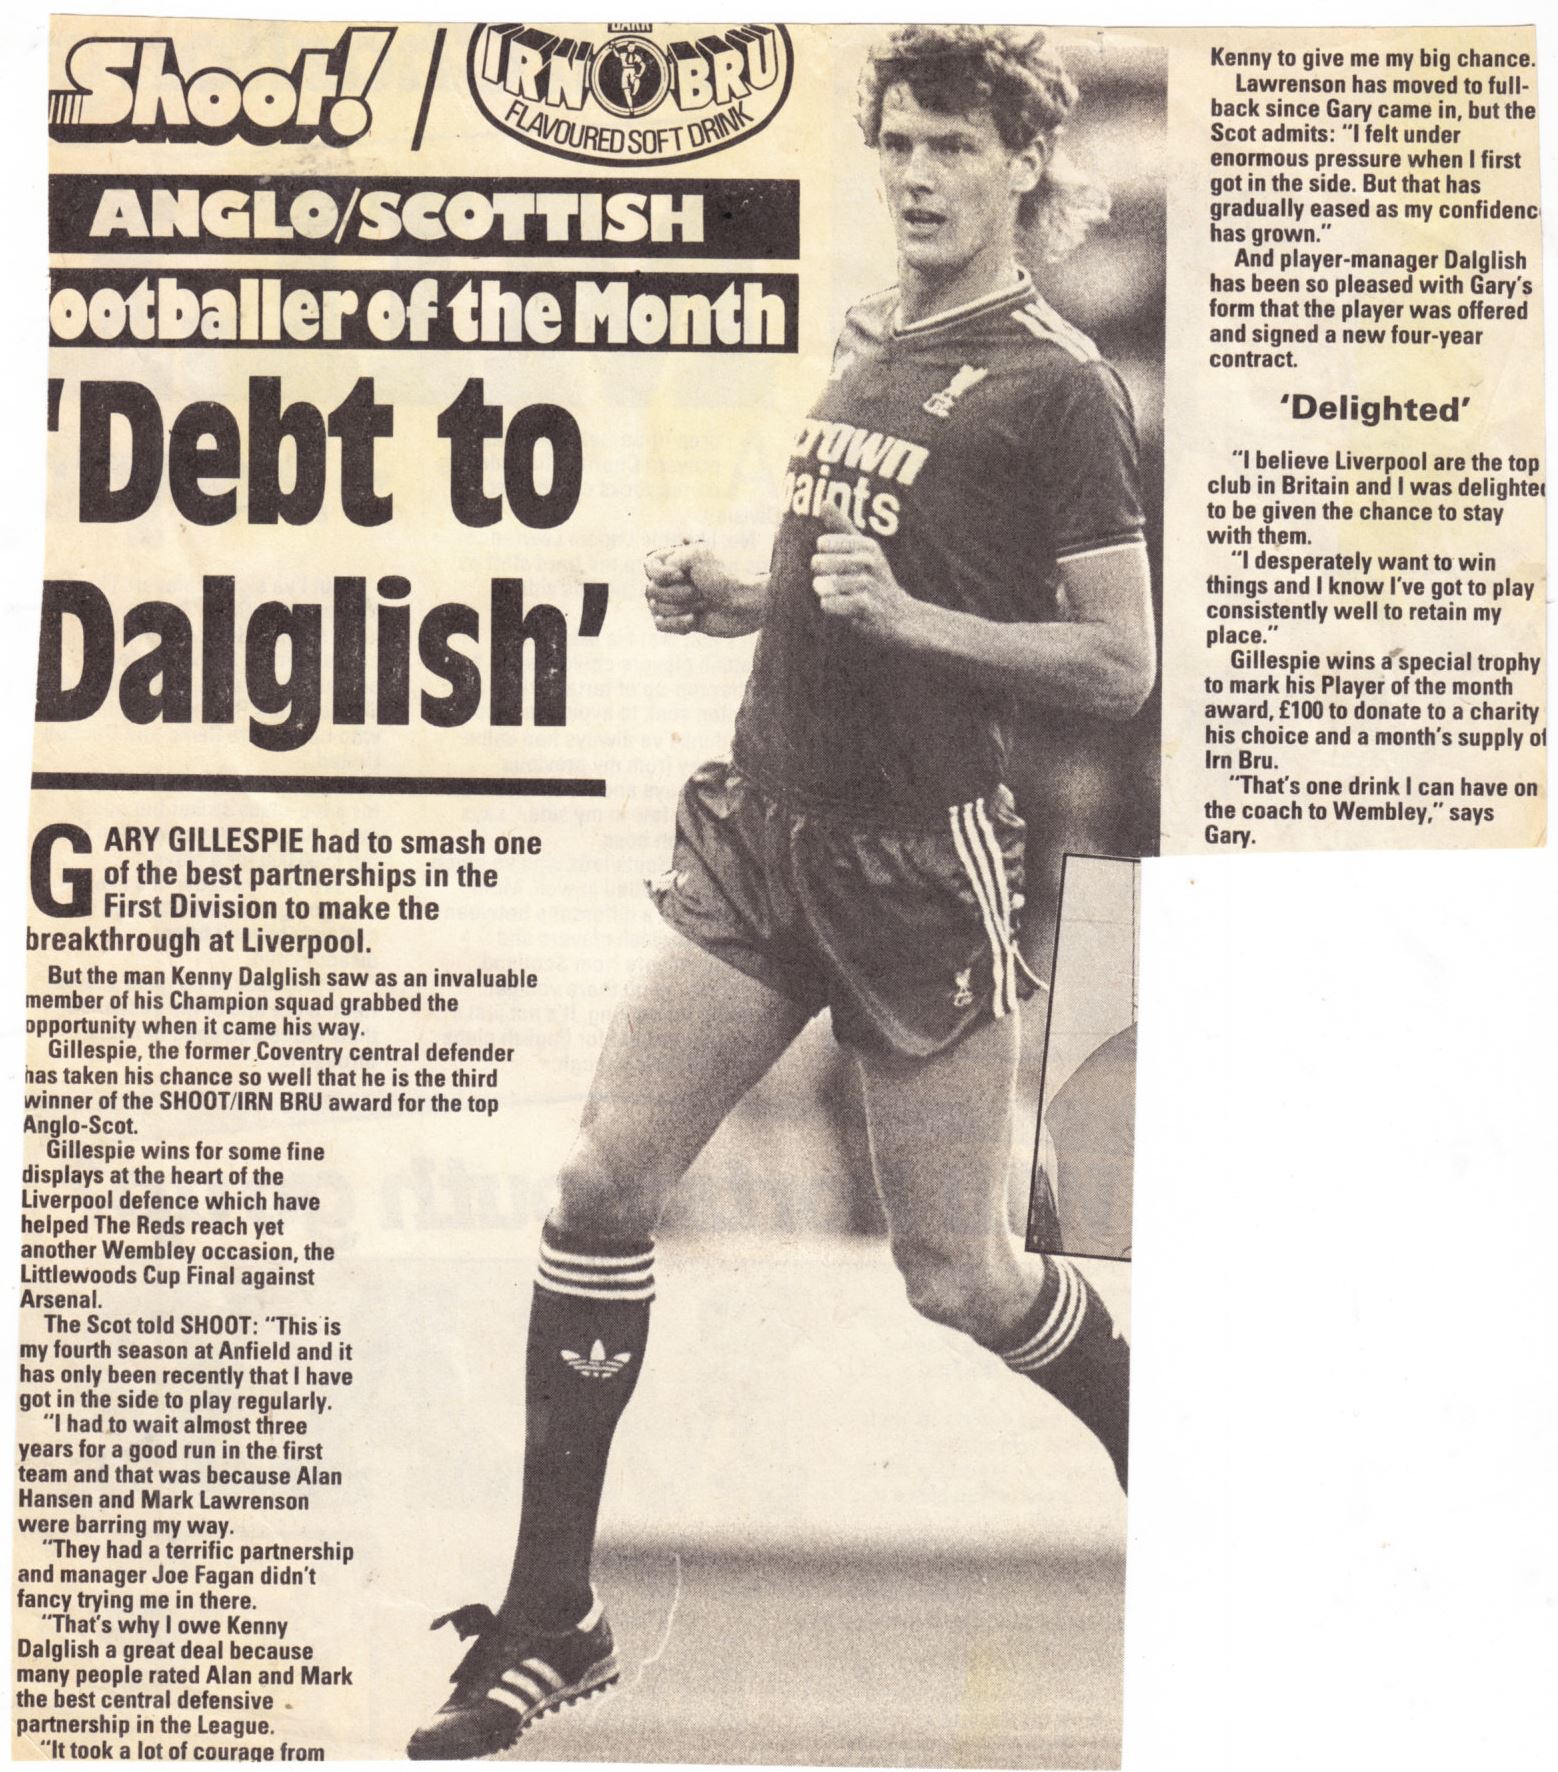 Shoot!
BARR
IRN BRU
FLAVOURED SOFT DRINK
ANGLO/SCOTTISH
ootballer of the Month
'Debt to
Dalglish'
GARY GILLESPIE had to smash one
of the best partnerships in the
First Division to make the
breakthrough at Liverpool.
But the man Kenny Dalglish saw as an invaluable
member of his Champion squad grabbed the
opportunity when it came his way.
Gillespie, the former Coventry central defender
has taken his chance so well that he is the third
winner of the SHOOT/IRN BRU award for the top
Anglo-Scot.
Gillespie wins for some fine
displays at the heart of the
Liverpool defence which have
helped The Reds reach yet
another Wembley occasion, the
Littlewoods Cup Final against
Arsenal.
The Scot told SHOOT: "This is
my fourth season at Anfield and it
has only been recently that I have
got in the side to play regularly.
"I had to wait almost three
years for a good run in the first
team and that was because Alan
Hansen and Mark Lawrenson
were barring my way.
"They had a terrific partnership
and manager Joe Fagan didn't
fancy trying me in there.
"That's why I owe Kenny
Dalglish a great deal because
many people rated Alan and Mark
the best central defensive
partnership in the League.
"It took a lot of courage from
Kenny to give me my big chance.
Lawrenson has moved to full-
back since Gary came in, but the
Scot admits: "I felt under
enormous pressure when I first
got in the side. But that has
gradually eased as my confidenc
has grown."
And player-manager Dalglish
has been so pleased with Gary's
form that the player was offered
and signed a new four-year
contract.
'Delighted'
"I believe Liverpool are the top
club in Britain and I was delighte
to be given the chance to stay
with them.
"I desperately want to win
things and I know I've got to play
consistently well to retain my
place."
Gillespie wins a special trophy
to mark his Player of the month
award, £100 to donate to a charity
his choice and a month's supply of
Irn Bru.
"That's one drink I can have on
the coach to Wembley," says
Gary.
crown
paints